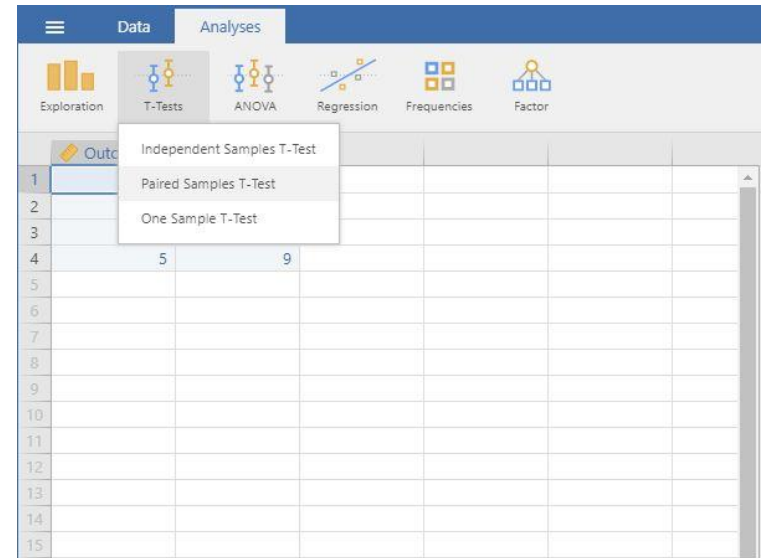 Data Analyses
Exploration T-Tests ANOVA Regression Frequencies Factor
Outc
Independent Samples T-Test
Paired Samples T-Test
One Sample T-Test
1
2
3
4 5 9
5
6
7
8
9
10
11
12
13
14
15